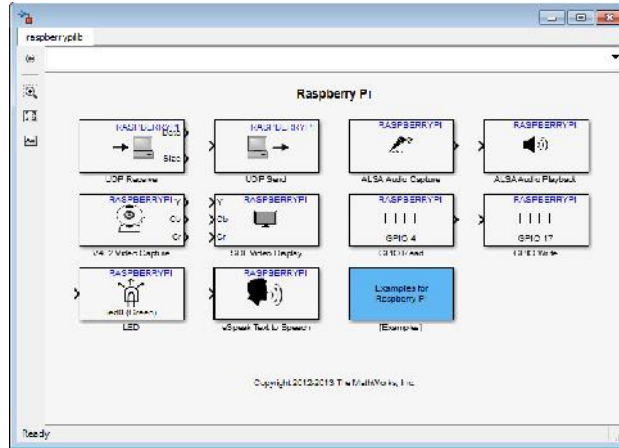 raspberrypilib
Raspberry Pi
RASPBERRYPI RASPBERRYPI RASPBERRYPI RASPBERRYPI
Data
Size
UDP Receive UDP Send ALSA Audio Capture ALSA Audio Playback
RASPBERRYPI RASPBERRYPI RASPBERRYPI RASPBERRYPI
Y Y
Cb Cb
Cr Cr
GPIO 4 GPIO 17
V4L2 Video Capture SDL Video Display GPIO Read GPIO Write
RASPBERRYPI RASPBERRYPI
Examples for
Raspberry Pi
led0 (Green)
LED eSpeak Text to Speech [Examples]
Copyright 2012-2013 The MathWorks, Inc.
Ready